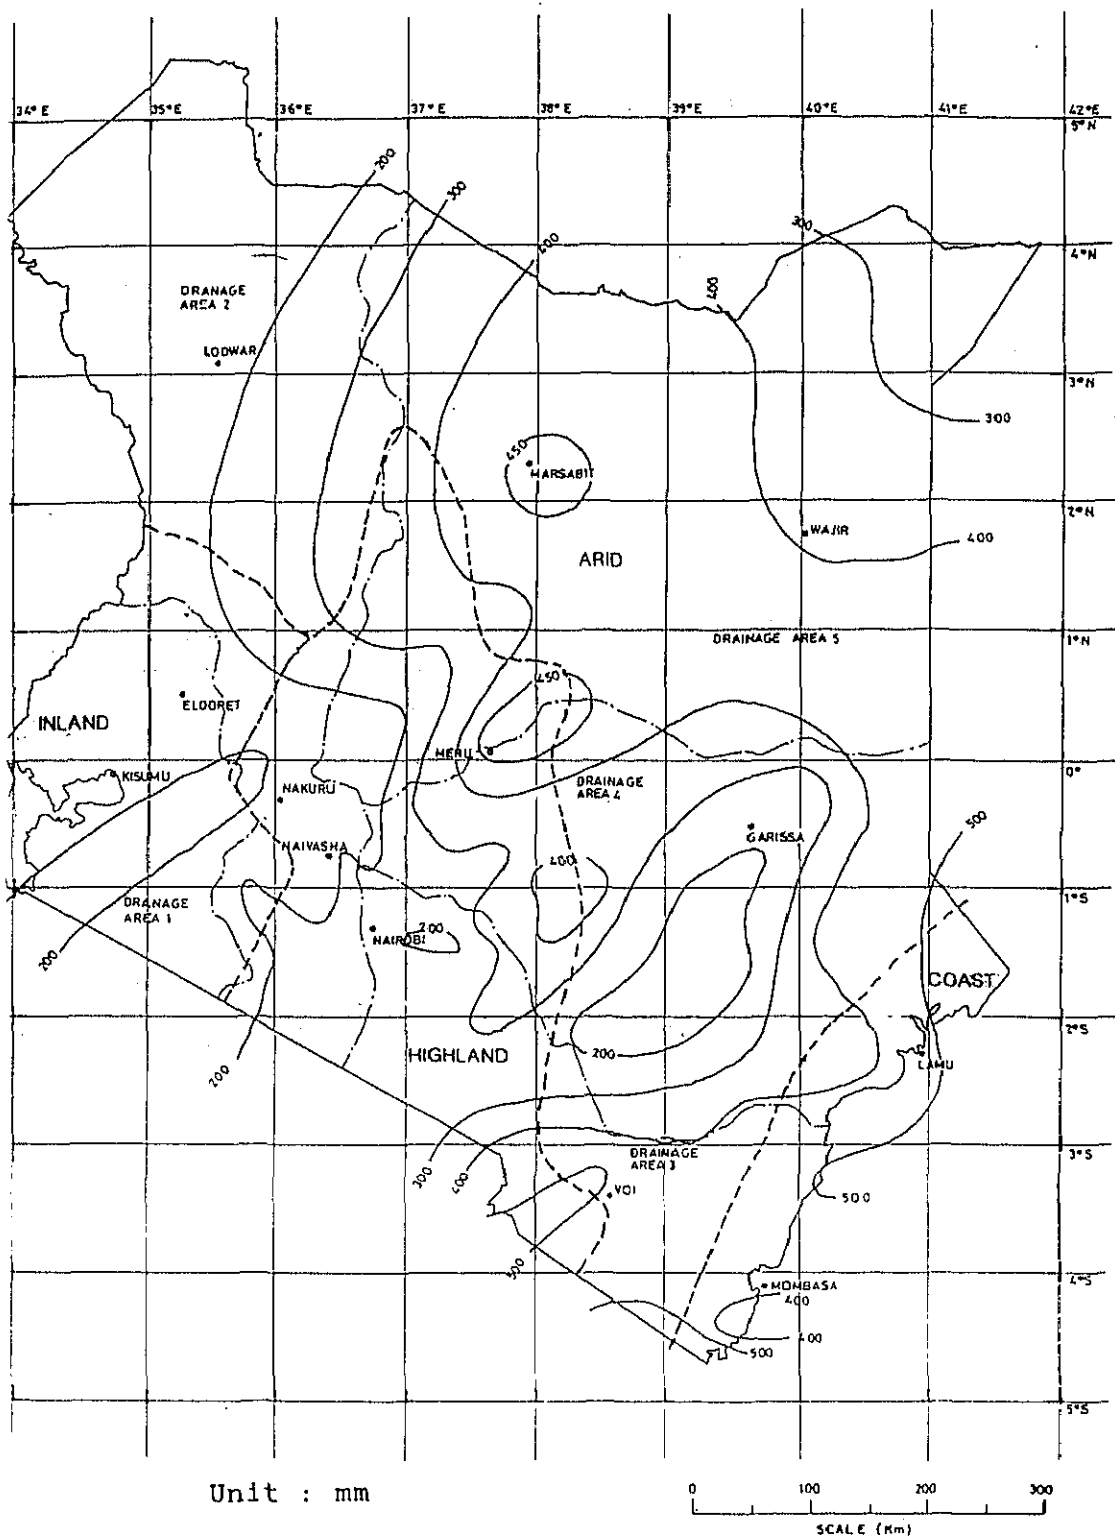 34°E
35°E
36°E
37°E
38°E
39°E
40°E
41°E
42°E
5°N
200
300
400
300
4°N
DRANAGE
AREA 2
400
LODWAR
3°N
300
450
MARSABIT
2°N
WAJIR
400
ARID
1°N
DRAINAGE AREA 5
450
ELDORET
INLAND
MERU
0°
KISUMU
DRAINAGE
AREA 4
NAKURU
500
GARISSA
NAIVASHA
400
1°S
DRANAGE
AREA 1
200
NAIROBI
200
COAST
2°S
HIGHLAND
200
LAMU
200
3°S
DRAINAGE
AREA 3
300
400
VOI
500
500
4°S
MOMBASA
400
400
500
5°S
Unit : mm
0
100
200
300
SCALE (Km)